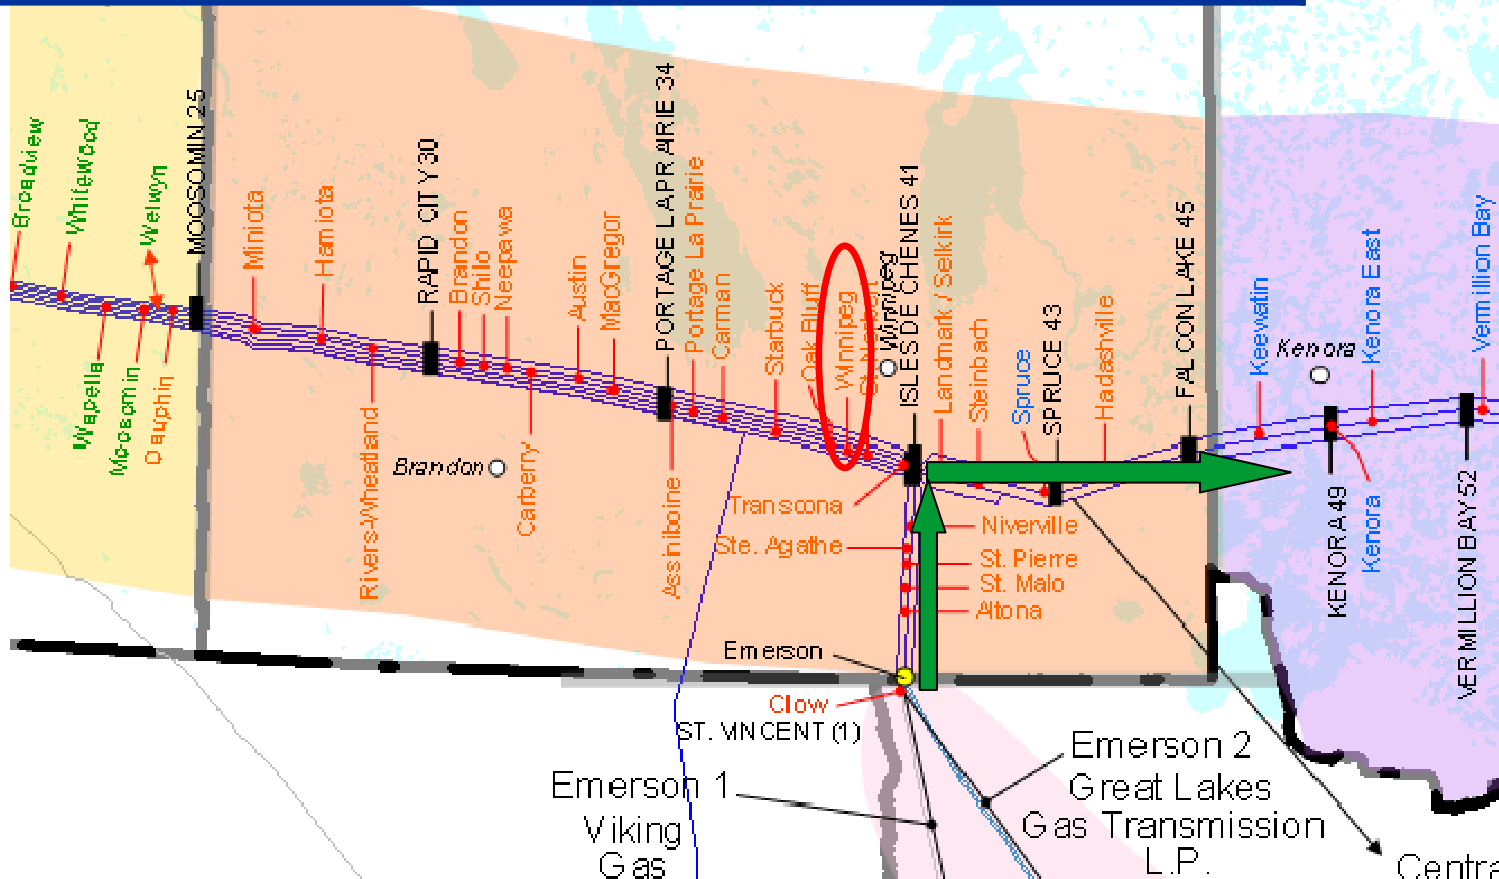 Broadview
Whitewood
Welwyn
MOOSOMIN 25
Wapella
Moosomin
Dauphin
Miniota
Hamiota
Rivers-Wheatland
RAPID CITY 30
Brandon
Shilo
Neepawa
Carberry
Brandon
Austin
MacGregor
PORTAGE LA PRARIE 34
Portage La Prairie
Carman
Assiniboine
Starbuck
Oak Bluff
Winnipeg
Winnipeg
ISLES DE CHENES 41
Landmark / Selkirk
Steinbach
Spruce
SPRUCE 43
Hadashville
FALCON LAKE 45
Keewatin
Kenora
Kenora East
Vermillion Bay
KENORA 49
Kenora
VERMILLION BAY 52
Transcona
Niverville
Ste. Agathe
St. Pierre
St. Malo
Altona
Emerson
Clow
ST. VINCENT (1)
Emerson 1
Viking
Gas
Emerson 2
Great Lakes
Gas Transmission
L.P.
Centra